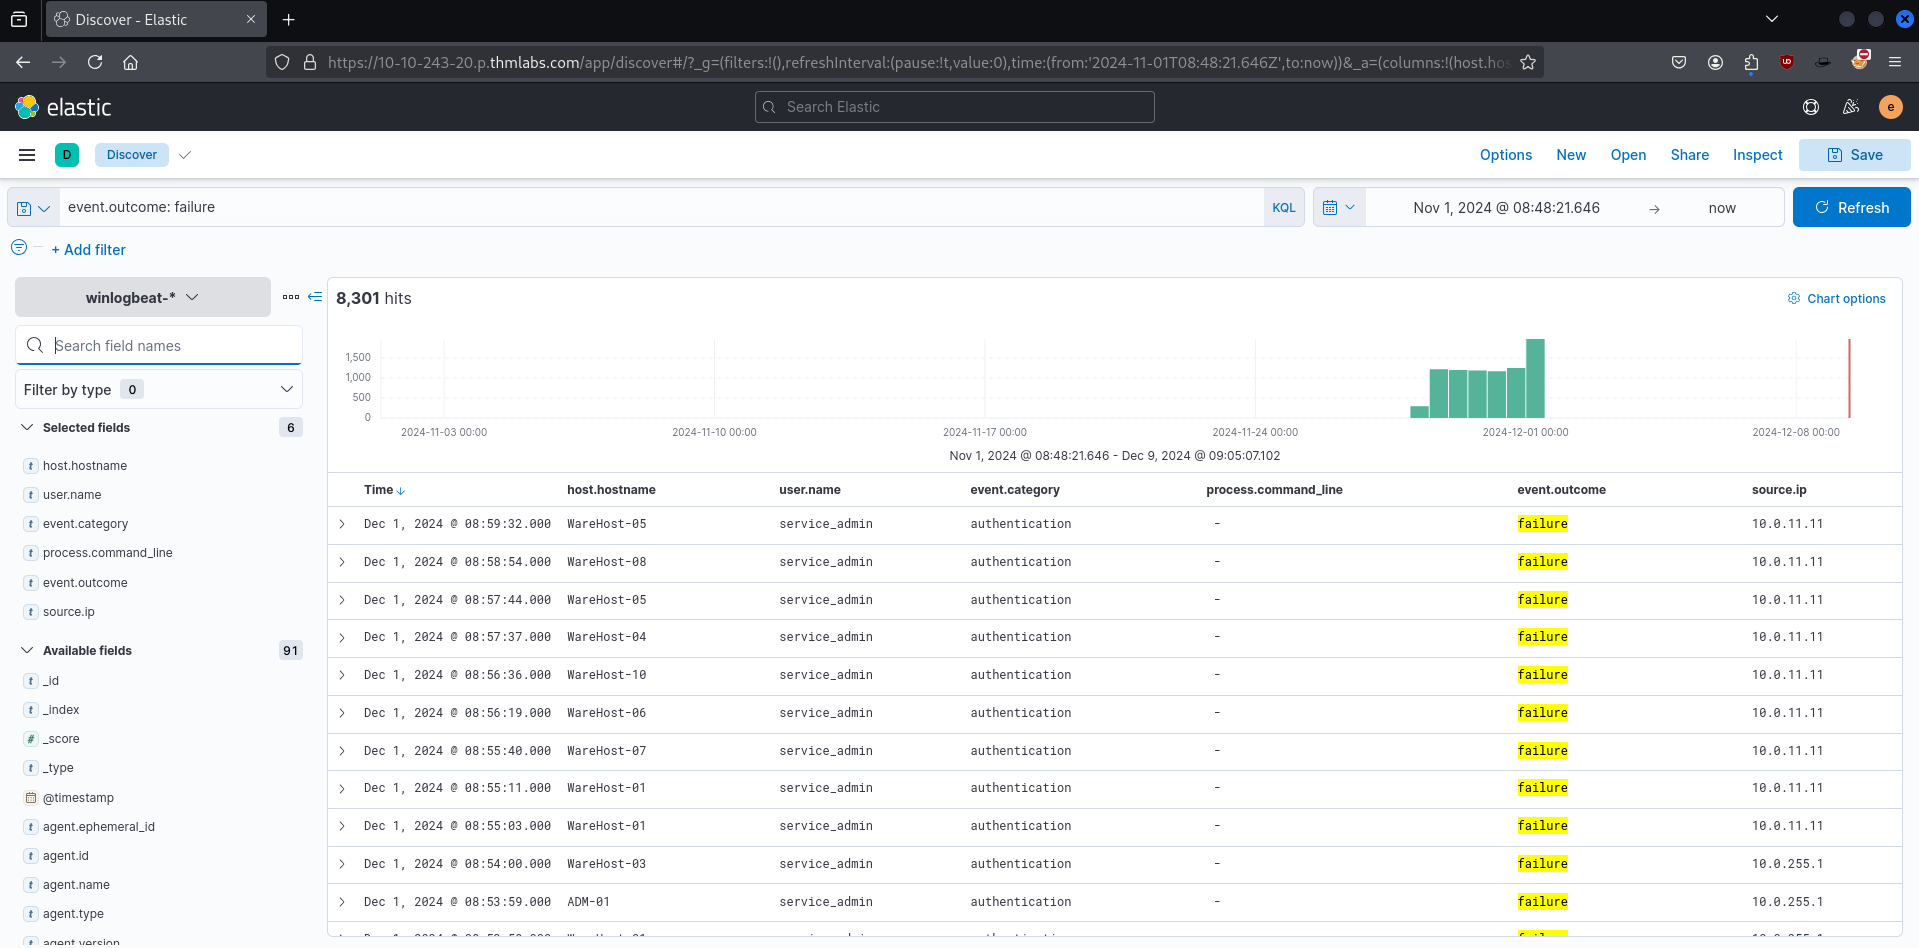 Discover - Elastic
https://10-10-243-20.p.thmlabs.com/app/discover#/?_g=(filters:!(),refreshInterval:(pause:!t,value:0),time:(from:'2024-11-01T08:48:21.646Z',to:now))&_a=(columns:!(host.hos
elastic
Search Elastic
e
D Discover
Options New Open Share Inspect Save
event.outcome: failure KQL Nov 1, 2024 @ 08:48:21.646 → now Refresh
+ Add filter
winlogbeat-*
Search field names
Filter by type 0
Selected fields 6
t host.hostname
t user.name
t event.category
t process.command_line
t event.outcome
t source.ip
Available fields 91
t _id
t _index
# _score
t _type
@timestamp
t agent.ephemeral_id
t agent.id
t agent.name
t agent.type
agent.version
8,301 hits
Chart options
1,500
1,000
500
0
2024-11-03 00:00 2024-11-10 00:00 2024-11-17 00:00 2024-11-24 00:00 2024-12-01 00:00 2024-12-08 00:00
Nov 1, 2024 @ 08:48:21.646 - Dec 9, 2024 @ 09:05:07.102
Time host.hostname user.name event.category process.command_line event.outcome source.ip
Dec 1, 2024 @ 08:59:32.000 WareHost-05 service_admin authentication - failure 10.0.11.11
Dec 1, 2024 @ 08:58:54.000 WareHost-08 service_admin authentication - failure 10.0.11.11
Dec 1, 2024 @ 08:57:44.000 WareHost-05 service_admin authentication - failure 10.0.11.11
Dec 1, 2024 @ 08:57:37.000 WareHost-04 service_admin authentication - failure 10.0.11.11
Dec 1, 2024 @ 08:56:36.000 WareHost-10 service_admin authentication - failure 10.0.11.11
Dec 1, 2024 @ 08:56:19.000 WareHost-06 service_admin authentication - failure 10.0.11.11
Dec 1, 2024 @ 08:55:40.000 WareHost-07 service_admin authentication - failure 10.0.11.11
Dec 1, 2024 @ 08:55:11.000 WareHost-01 service_admin authentication - failure 10.0.11.11
Dec 1, 2024 @ 08:55:03.000 WareHost-01 service_admin authentication - failure 10.0.11.11
Dec 1, 2024 @ 08:54:00.000 WareHost-03 service_admin authentication - failure 10.0.255.1
Dec 1, 2024 @ 08:53:59.000 ADM-01 service_admin authentication - failure 10.0.255.1